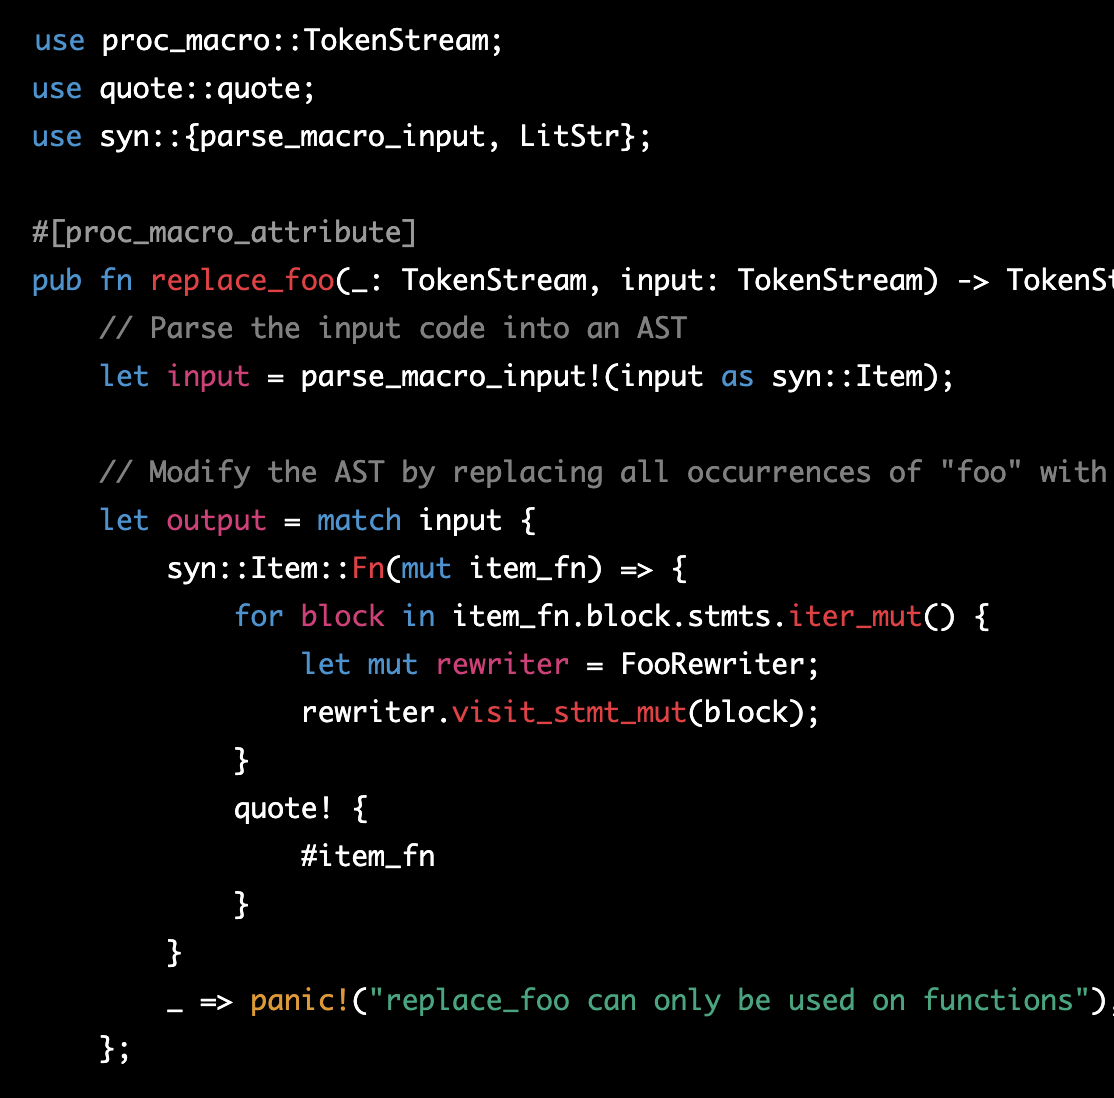 use proc_macro::TokenStream;
use quote::quote;
use syn::{parse_macro_input, LitStr};

#[proc_macro_attribute]
pub fn replace_foo(_: TokenStream, input: TokenStream) -> TokenSt
    // Parse the input code into an AST
    let input = parse_macro_input!(input as syn::Item);

    // Modify the AST by replacing all occurrences of "foo" with
    let output = match input {
        syn::Item::Fn(mut item_fn) => {
            for block in item_fn.block.stmts.iter_mut() {
                let mut rewriter = FooRewriter;
                rewriter.visit_stmt_mut(block);
            }
            quote! {
                #item_fn
            }
        }
        _ => panic!("replace_foo can only be used on functions"),
    };